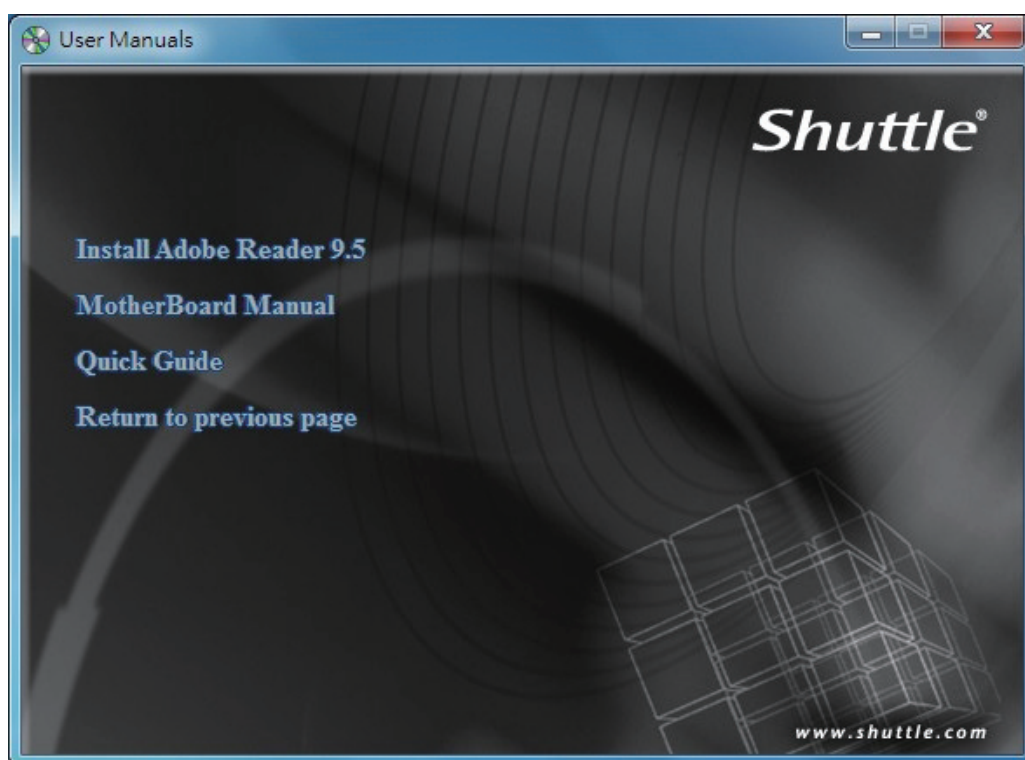 User Manuals
Shuttle®
Install Adobe Reader 9.5
MotherBoard Manual
Quick Guide
Return to previous page
www.shuttle.com